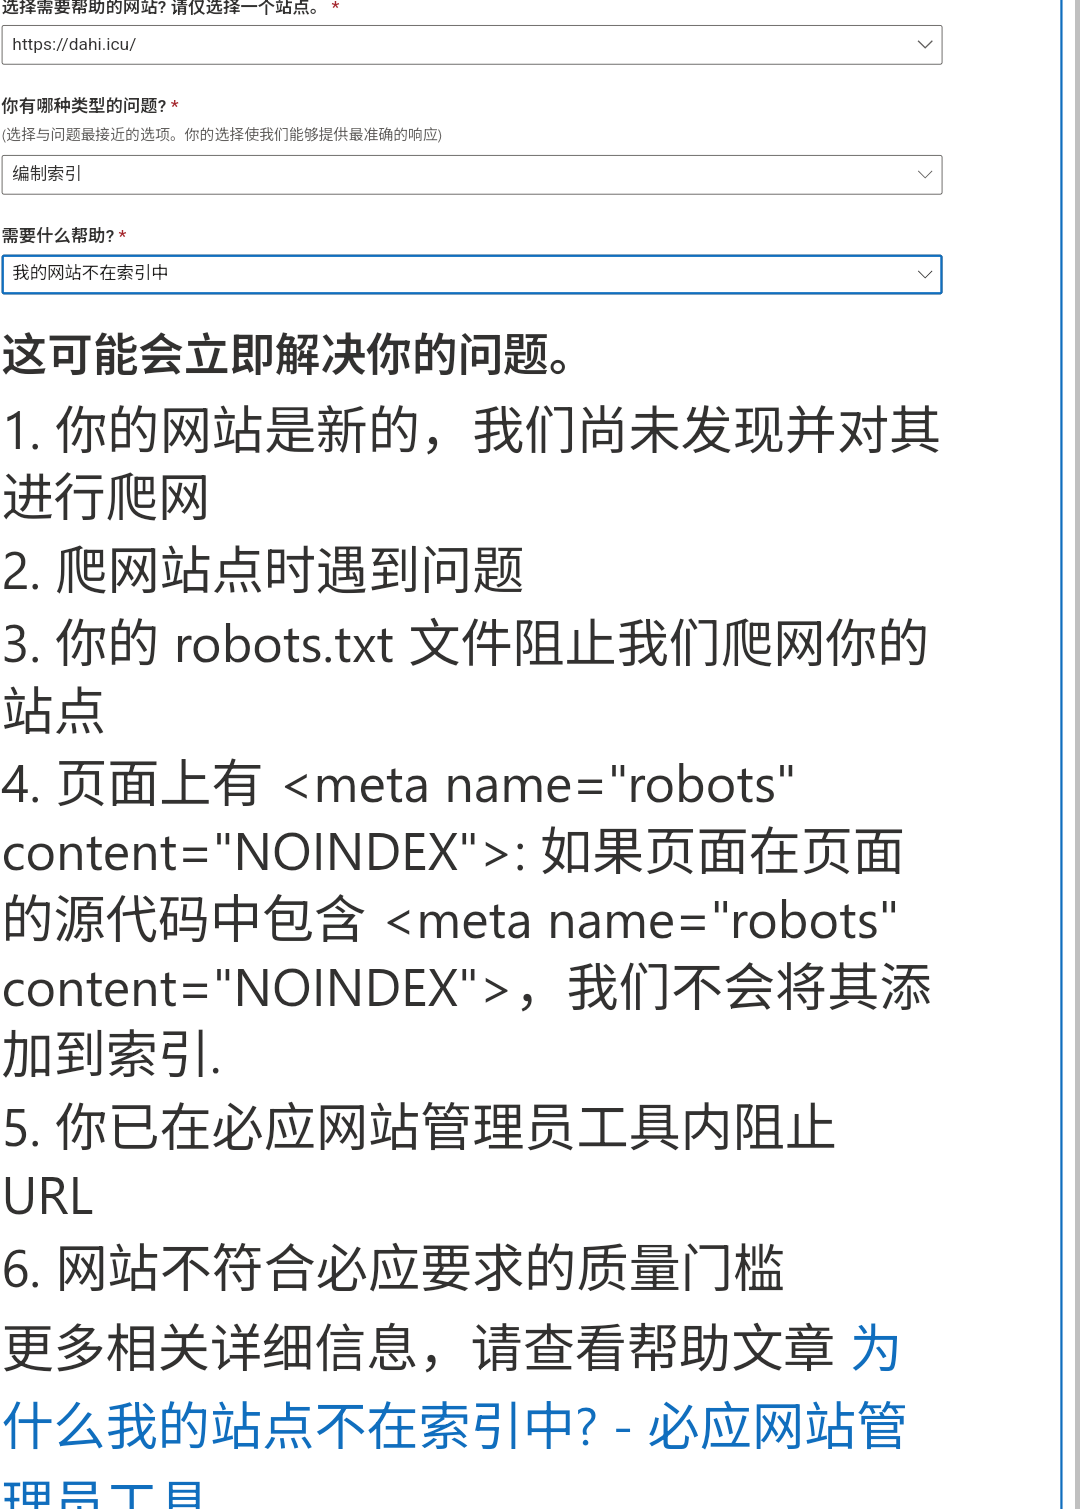 选择需要帮助的网站? 请仅选择一个站点。 *
https://dahi.icu/
你有哪种类型的问题? *
(选择与问题最接近的选项。你的选择使我们能够提供最准确的响应)
编制索引
需要什么帮助? *
我的网站不在索引中
这可能会立即解决你的问题。
1. 你的网站是新的，我们尚未发现并对其
进行爬网
2. 爬网站点时遇到问题
3. 你的 robots.txt 文件阻止我们爬网你的
站点
4. 页面上有 <meta name="robots"
content="NOINDEX">: 如果页面在页面
的源代码中包含 <meta name="robots"
content="NOINDEX">，我们不会将其添
加到索引.
5. 你已在必应网站管理员工具内阻止
URL
6. 网站不符合必应要求的质量门槛
更多相关详细信息，请查看帮助文章 为
什么我的站点不在索引中? - 必应网站管
理员工具